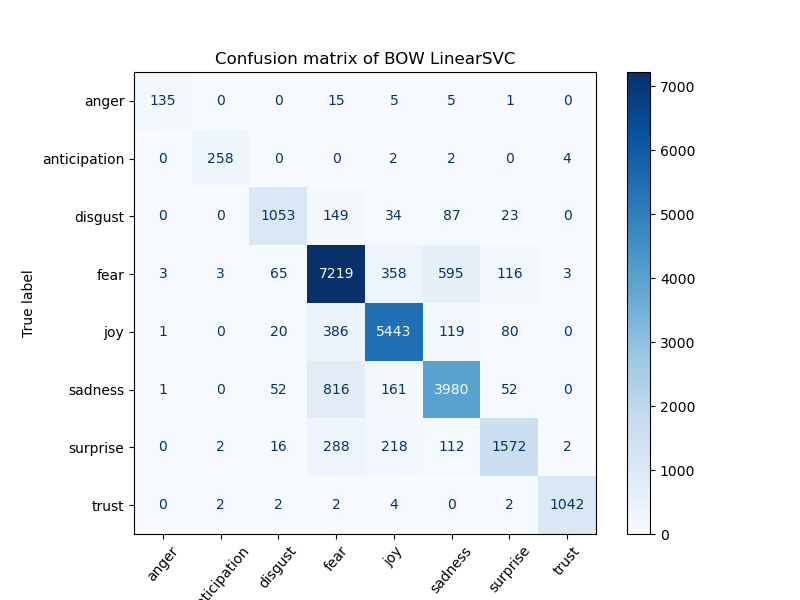 Confusion matrix of BOW LinearSVC
anger 135 0 0 15 5 5 1 0
anticipation 0 258 0 0 2 2 0 4
disgust 0 0 1053 149 34 87 23 0
fear 3 3 65 7219 358 595 116 3
joy 1 0 20 386 5443 119 80 0
sadness 1 0 52 816 161 3980 52 0
surprise 0 2 16 288 218 112 1572 2
trust 0 2 2 2 4 0 2 1042
True label
anger
ticipation
disgust
fear
joy
sadness
surprise
trust
7000
6000
5000
4000
3000
2000
1000
0